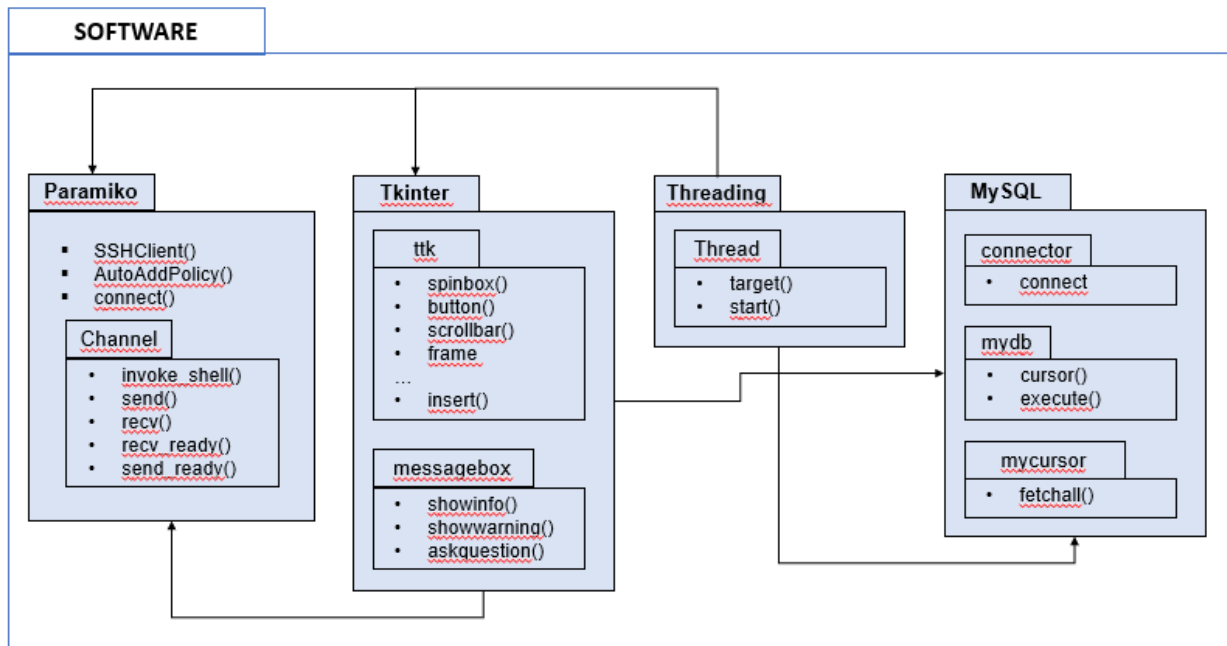 SOFTWARE
Paramiko
SSHClient()
AutoAddPolicy()
connect()
Channel
invoke_shell()
send()
recv()
recv_ready()
send_ready()
Tkinter
ttk
spinbox()
button()
scrollbar()
frame
...
insert()
messagebox
showinfo()
showwarning()
askquestion()
Threading
Thread
target()
start()
MySQL
connector
connect
mydb
cursor()
execute()
mycursor
fetchall()